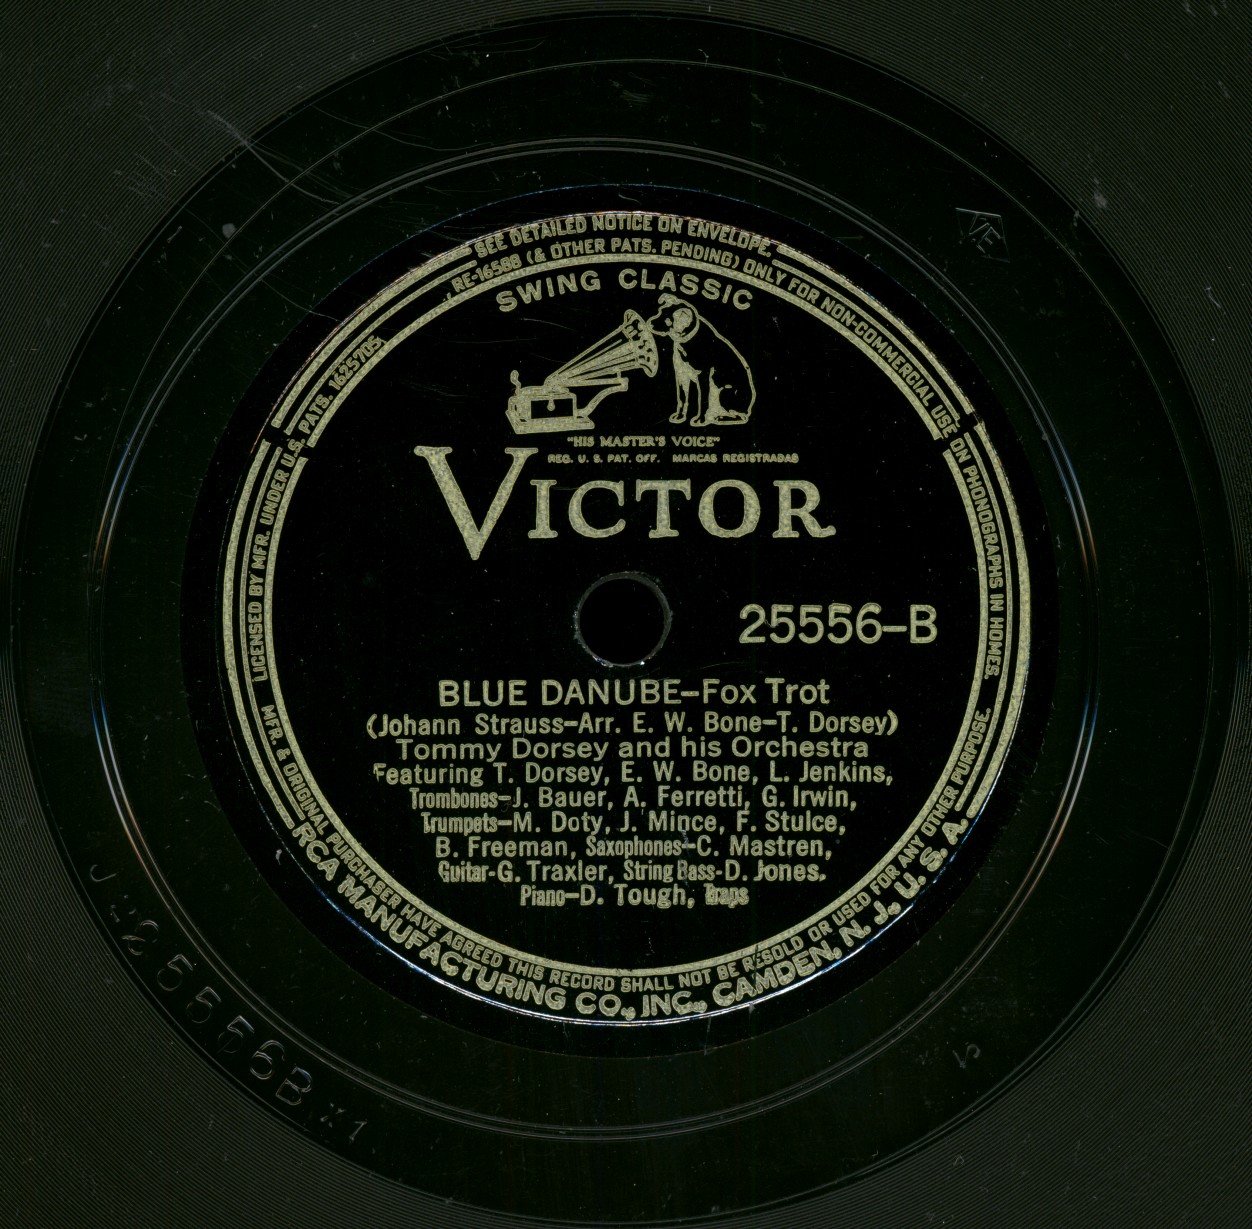 SEE DETAILED NOTICE ON ENVELOPE.
LICENSED BY MFR. UNDER U.S. PATS. 1625705, RE-16588 (& OTHER PATS. PENDING) ONLY FOR NON-COMMERCIAL USE ON PHONOGRAPHS IN HOMES.
SWING CLASSIC
"HIS MASTER'S VOICE"
REG. U. S. PAT. OFF. MARCAS REGISTRADAS
VICTOR
25556-B
BLUE DANUBE-Fox Trot
(Johann Strauss-Arr. E. W. Bone-T. Dorsey)
Tommy Dorsey and his Orchestra
Featuring T. Dorsey, E. W. Bone, L. Jenkins,
Trombones-J. Bauer, A. Ferretti, G. Irwin,
Trumpets-M. Doty, J. Mince, F. Stulce,
B. Freeman, Saxophones-C. Mastren,
Guitar-G. Traxler, String Bass-D. Jones.
Piano-D. Tough, Traps
MFR. & ORIGINAL PURCHASER HAVE AGREED THIS RECORD SHALL NOT BE RESOLD OR USED FOR ANY OTHER PURPOSE.
RCA MANUFACTURING CO., INC., CAMDEN, N. J., U. S. A.
VE